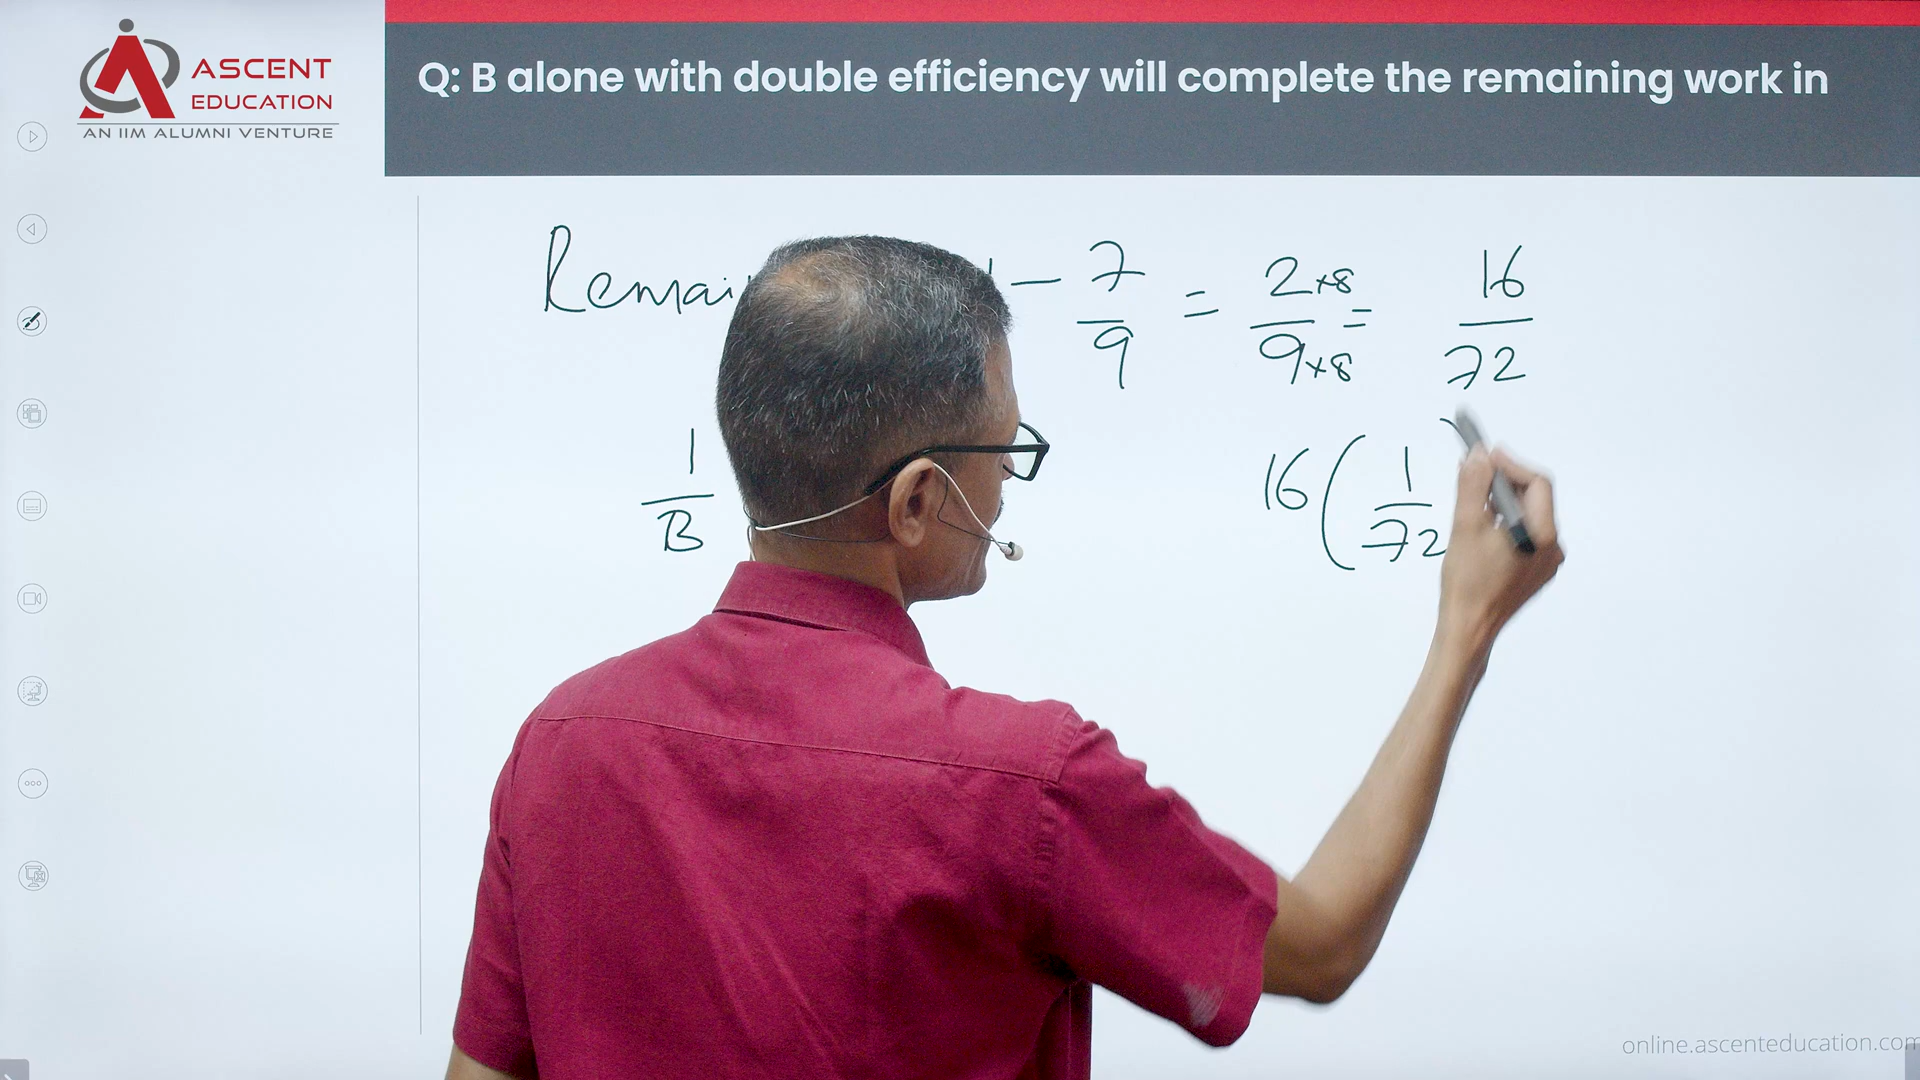 ASCENT
EDUCATION
AN IIM ALUMNI VENTURE
Q: B alone with double efficiency will complete the remaining work in
- 7/9 = 2×8/9×8 = 16/72
1/B
16(1/72
online.ascenteducation.com